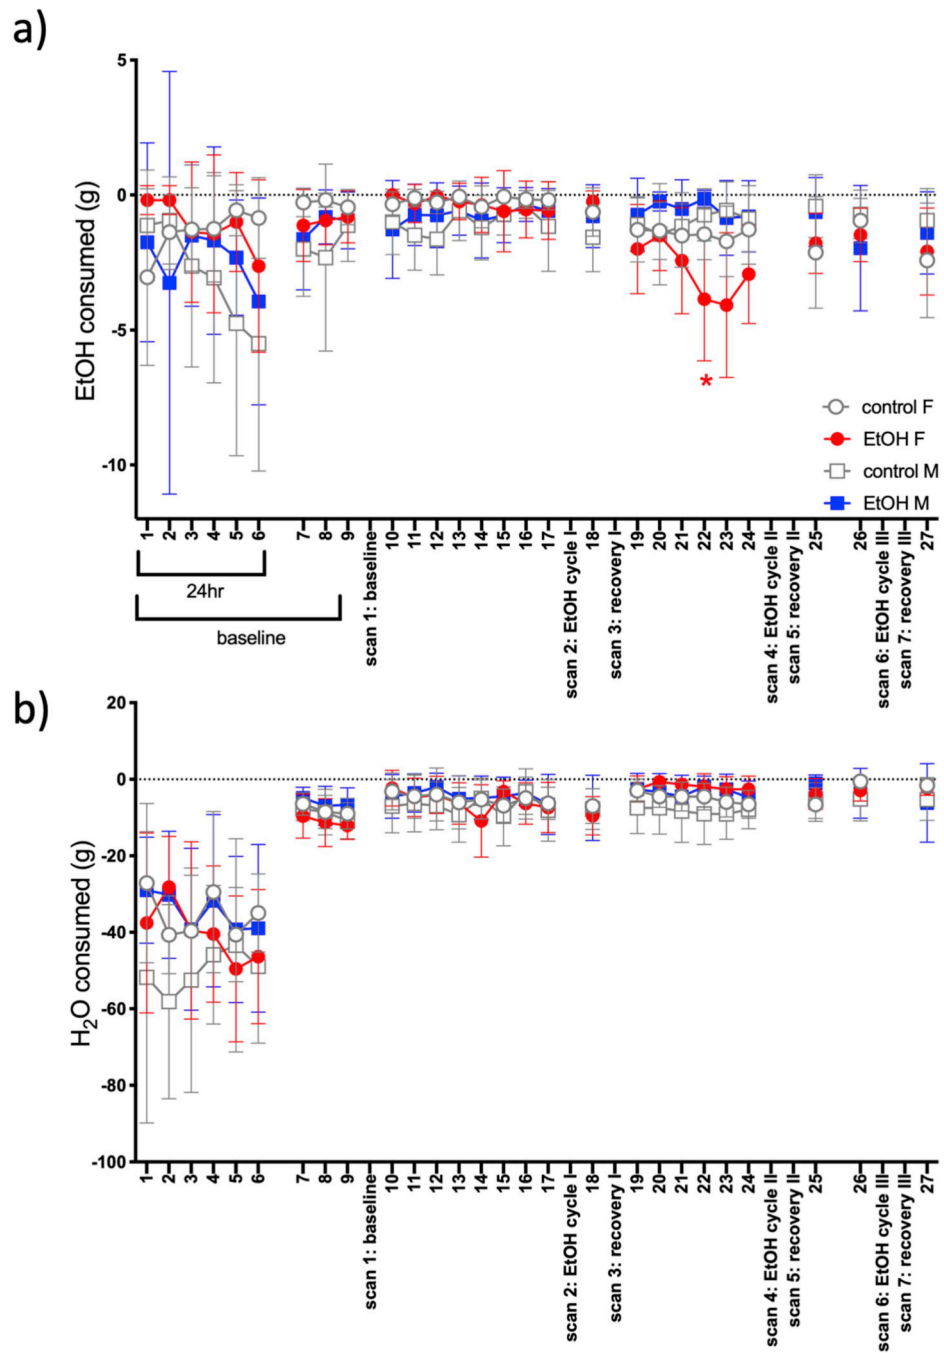 a)
5
0
-5
-10
EtOH consumed (g)
control F
EtOH F
control M
EtOH M
*
1 2 3 4 5 6 7 8 9 scan 1: baseline 10 11 12 13 14 15 16 17 scan 2: EtOH cycle I 18 scan 3: recovery I 19 20 21 22 23 24 scan 4: EtOH cycle II scan 5: recovery II 25 26 scan 6: EtOH cycle III scan 7: recovery III 27
24hr
baseline
b)
20
0
-20
-40
-60
-80
-100
H2O consumed (g)
1 2 3 4 5 6 7 8 9 scan 1: baseline 10 11 12 13 14 15 16 17 scan 2: EtOH cycle I 18 scan 3: recovery I 19 20 21 22 23 24 scan 4: EtOH cycle II scan 5: recovery II 25 26 scan 6: EtOH cycle III scan 7: recovery III 27